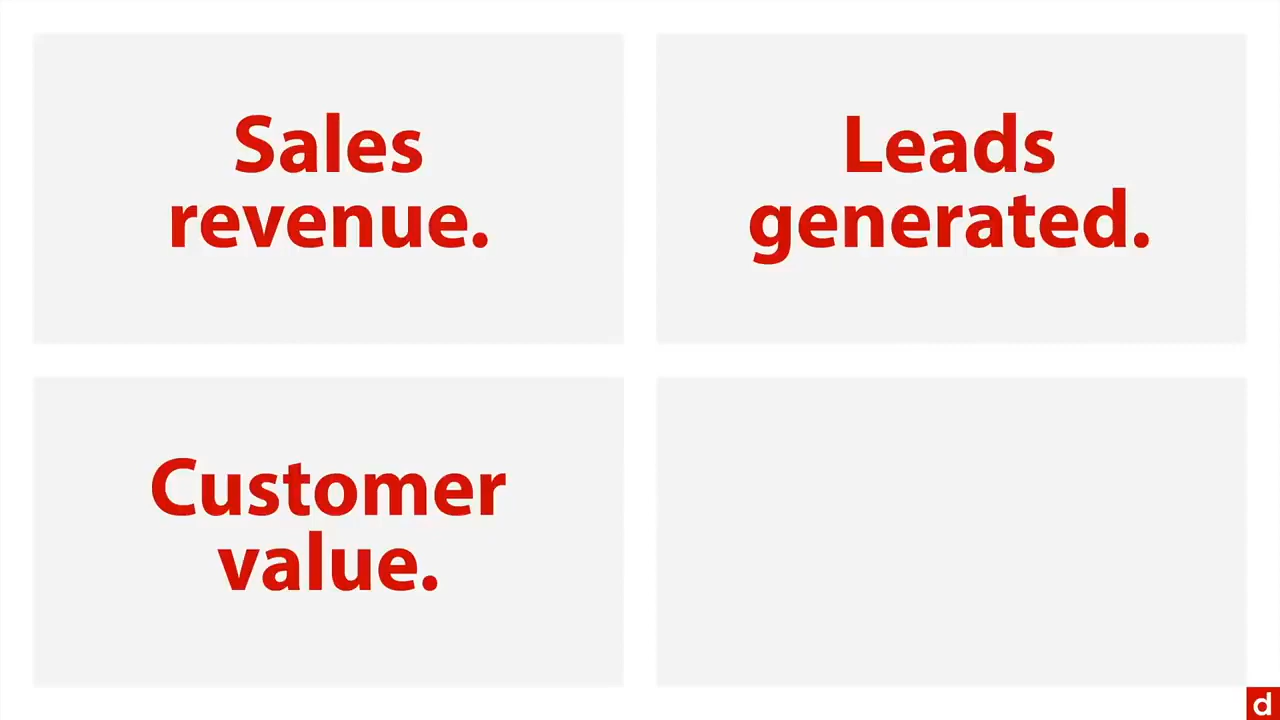 Sales
revenue.
Leads
generated.
Customer
value.
d